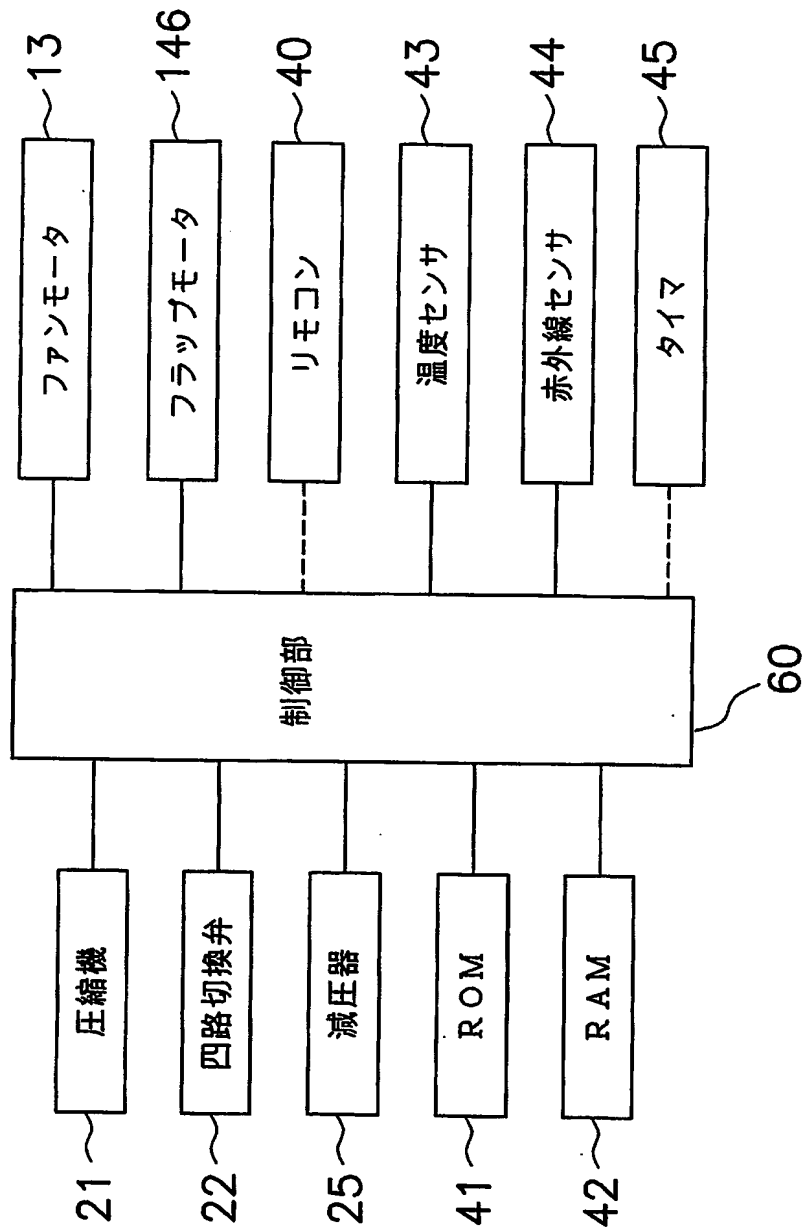 ファンモータ
13
フラップモータ
146
リモコン
40
温度センサ
43
赤外線センサ
44
タイマ
45
制御部
60
圧縮機
21
四路切換弁
22
減圧器
25
ROM
41
RAM
42